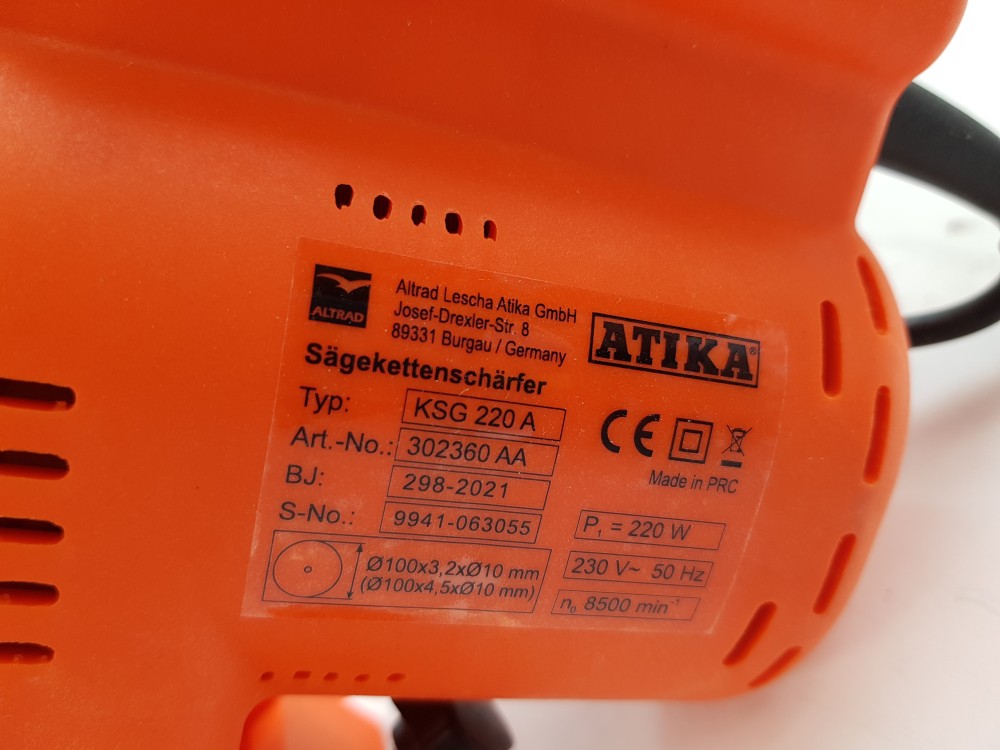 ALTRAD
Altrad Lescha Atika GmbH
Josef-Drexler-Str. 8
89331 Burgau / Germany
ATIKA®
Sägekettenschärfer
Typ: KSG 220 A
Art.-No.: 302360 AA
BJ: 298-2021
S-No.: 9941-063055
CE
Made in PRC
Ø100x3,2xØ10 mm
(Ø100x4,5xØ10 mm)
P₁ = 220 W
230 V~ 50 Hz
n₀ 8500 min⁻¹